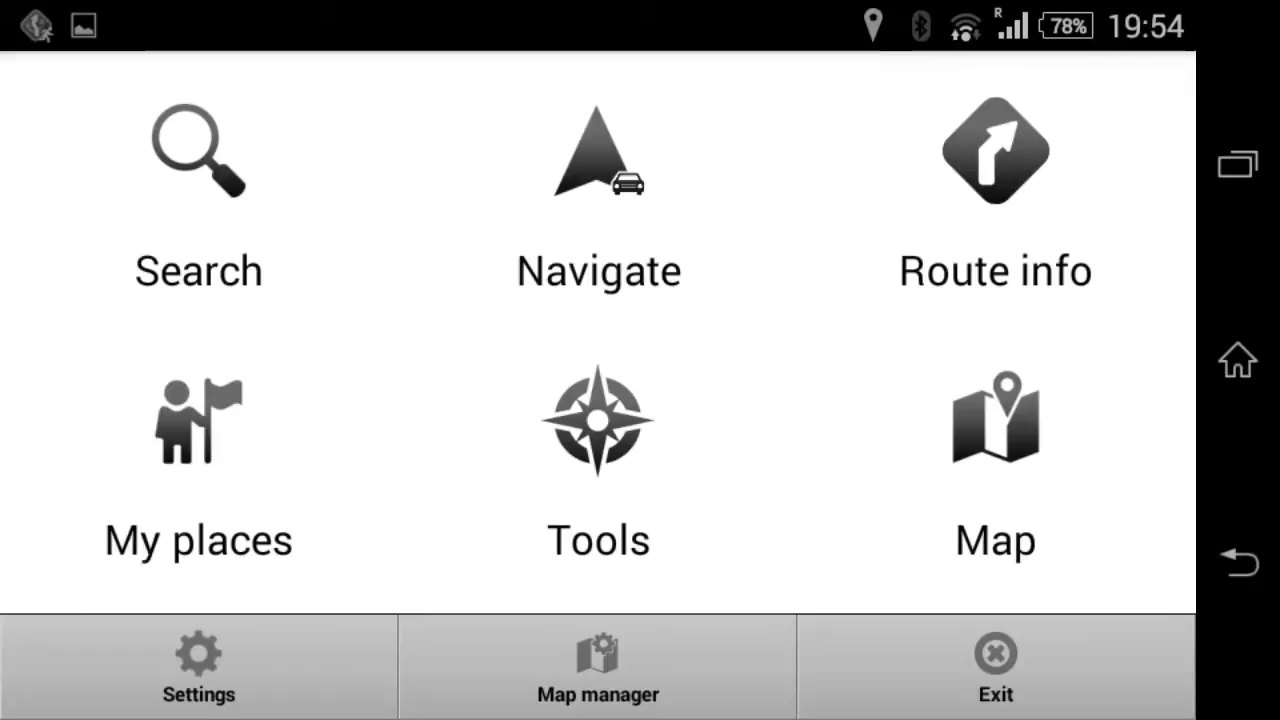 R 78% 19:54
Search Navigate Route info
My places Tools Map
Settings Map manager Exit